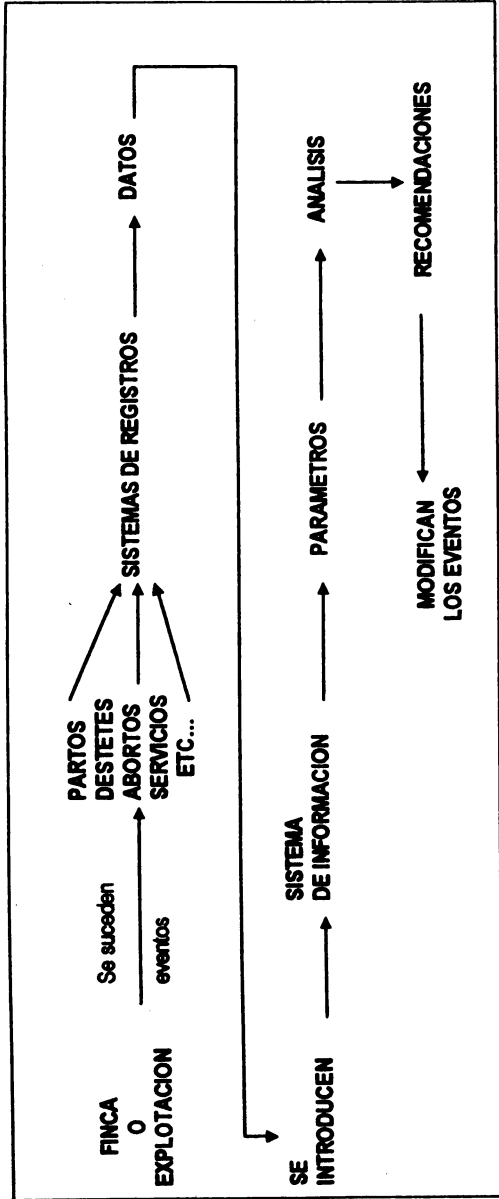 FINCA
O
EXPLOTACION
Se suceden
eventos
PARTOS
DESTETES
ABORTOS
SERVICIOS
ETC...
SISTEMAS DE REGISTROS
DATOS
SE
INTRODUCEN
SISTEMA
DE INFORMACION
PARAMETROS
ANALISIS
RECOMENDACIONES
MODIFICAN
LOS EVENTOS